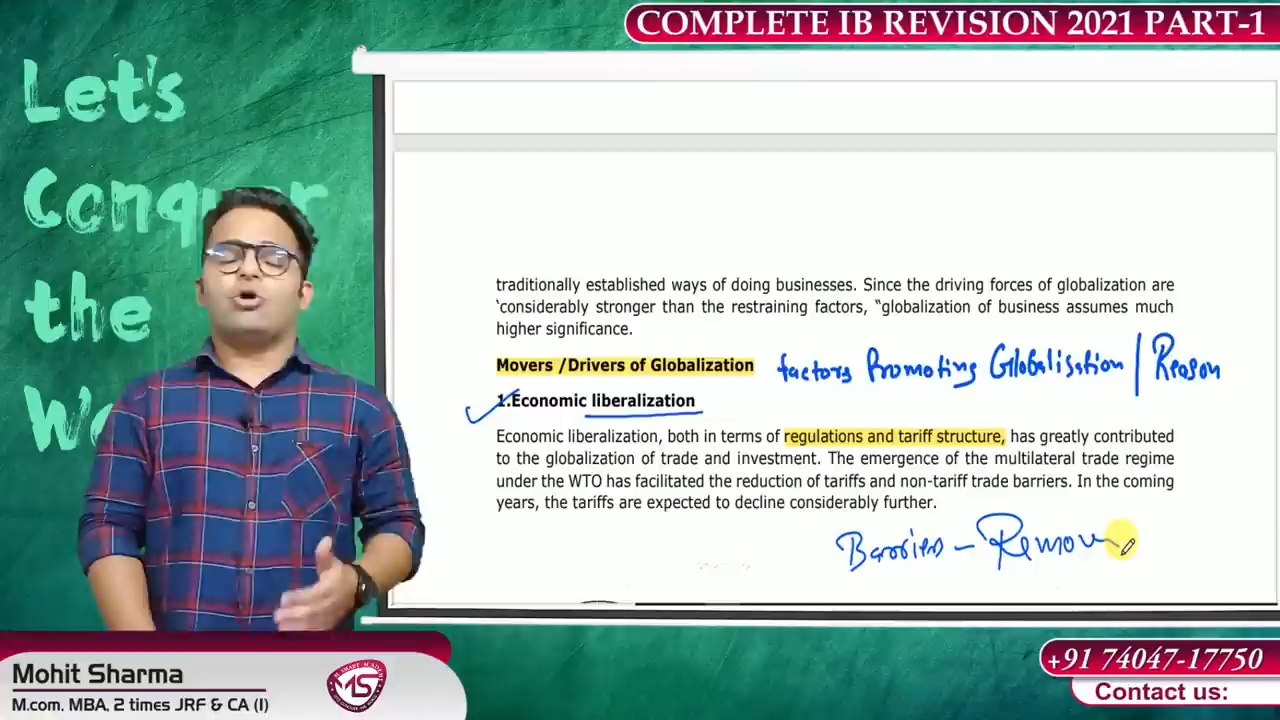 COMPLETE IB REVISION 2021 PART-1
Let's
Conquer
the
traditionally established ways of doing businesses. Since the driving forces of globalization are
‘considerably stronger than the restraining factors, “globalization of business assumes much
higher significance.
Movers /Drivers of Globalization factors Promoting Globalisation / Reason
1.Economic liberalization
Economic liberalization, both in terms of regulations and tariff structure, has greatly contributed
to the globalization of trade and investment. The emergence of the multilateral trade regime
under the WTO has facilitated the reduction of tariffs and non-tariff trade barriers. In the coming
years, the tariffs are expected to decline considerably further.
Barriers – Remov
Mohit Sharma
M.com. MBA, 2 times JRF & CA (I)
MS
+91 74047-17750
Contact us: